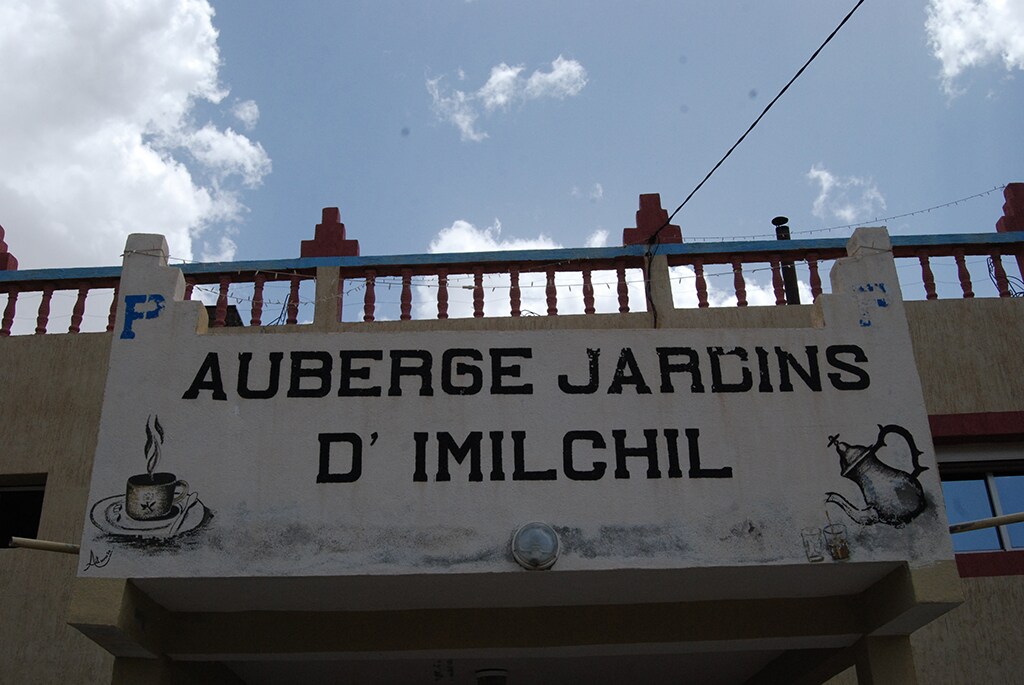 P
AUBERGE JARDINS
D' IMILCHIL